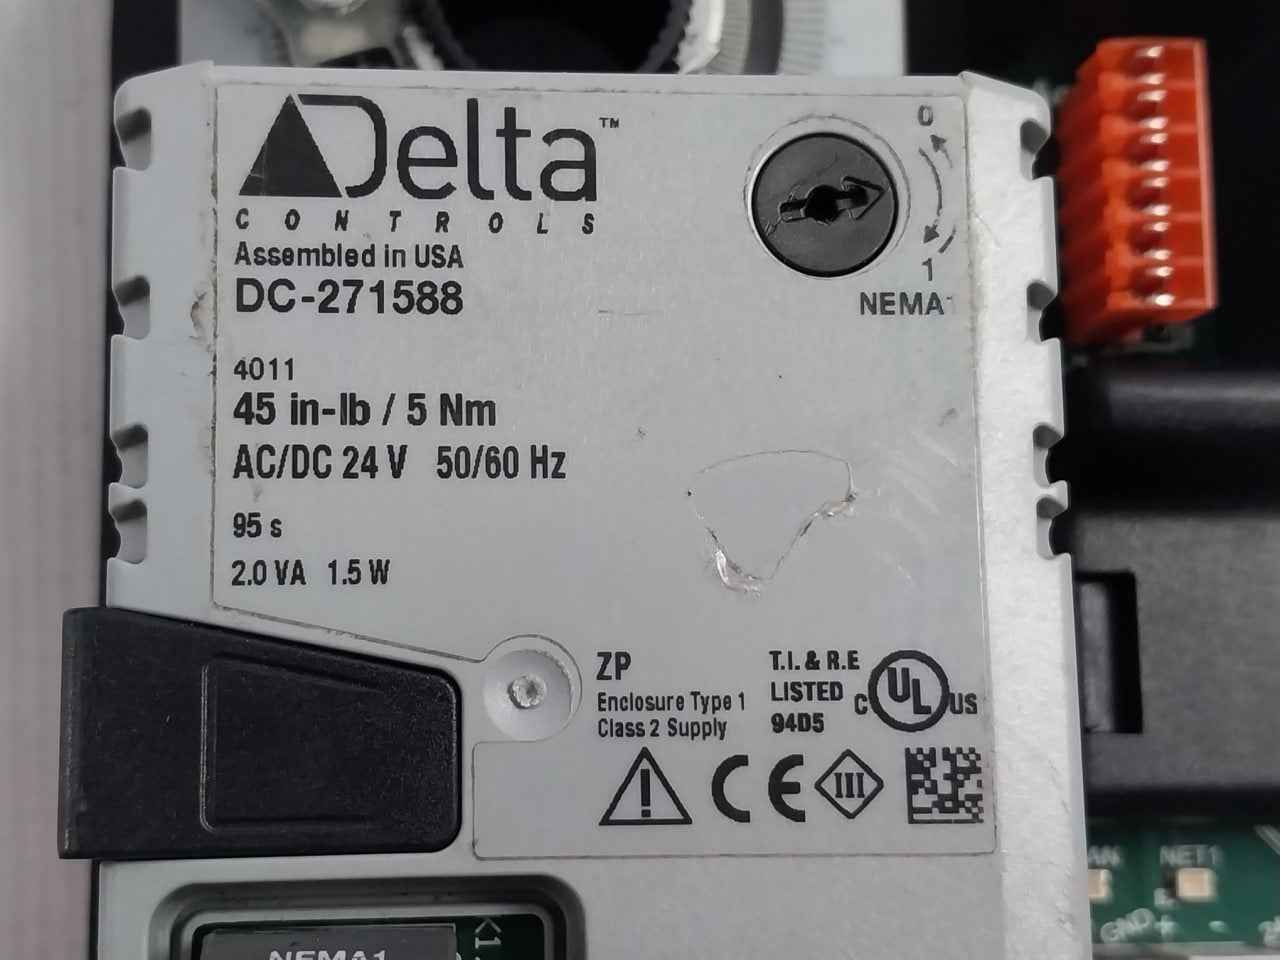 Delta™
CONTROLS
Assembled in USA
DC-271588
4011
45 in-lb / 5 Nm
AC/DC 24 V 50/60 Hz
95 s
2.0 VA 1.5 W
0
1
NEMA1
ZP
Enclosure Type 1
Class 2 Supply
T.I. & R.E
LISTED
94D5
C UL US
CE
III
NET1
GND
NEMA1